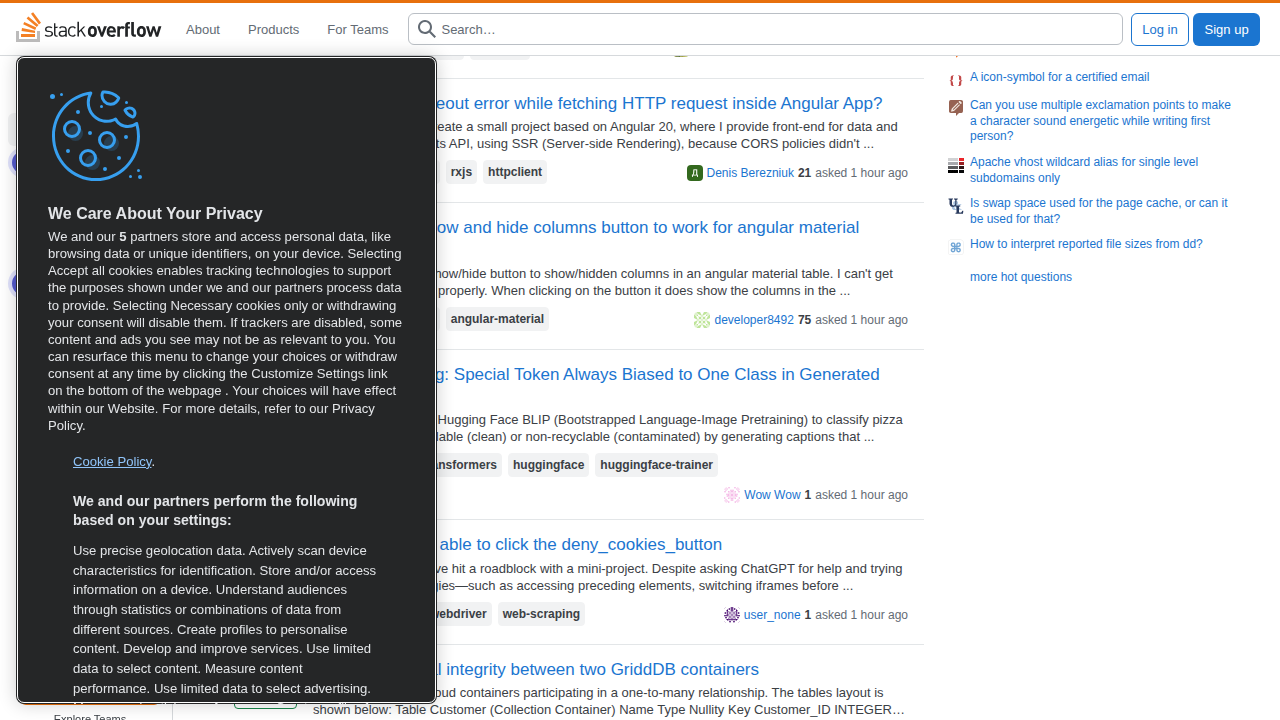 stackoverflow
About
Products
For Teams
Search…
Log in
Sign up
We Care About Your Privacy
We and our 5 partners store and access personal data, like
browsing data or unique identifiers, on your device. Selecting
Accept all cookies enables tracking technologies to support
the purposes shown under we and our partners process data
to provide. Selecting Necessary cookies only or withdrawing
your consent will disable them. If trackers are disabled, some
content and ads you see may not be as relevant to you. You
can resurface this menu to change your choices or withdraw
consent at any time by clicking the Customize Settings link
on the bottom of the webpage . Your choices will have effect
within our Website. For more details, refer to our Privacy
Policy.
Cookie Policy.
We and our partners perform the following
based on your settings:
Use precise geolocation data. Actively scan device
characteristics for identification. Store and/or access
information on a device. Understand audiences
through statistics or combinations of data from
different sources. Create profiles to personalise
content. Develop and improve services. Use limited
data to select content. Measure content
performance. Use limited data to select advertising.
Explore Teams
eout error while fetching HTTP request inside Angular App?
eate a small project based on Angular 20, where I provide front-end for data and
ts API, using SSR (Server-side Rendering), because CORS policies didn't ...
rxjs
httpclient
Denis Berezniuk 21 asked 1 hour ago
ow and hide columns button to work for angular material
how/hide button to show/hidden columns in an angular material table. I can't get
properly. When clicking on the button it does show the columns in the ...
angular-material
developer8492 75 asked 1 hour ago
g: Special Token Always Biased to One Class in Generated
Hugging Face BLIP (Bootstrapped Language-Image Pretraining) to classify pizza
lable (clean) or non-recyclable (contaminated) by generating captions that ...
ansformers
huggingface
huggingface-trainer
Wow Wow 1 asked 1 hour ago
able to click the deny_cookies_button
ve hit a roadblock with a mini-project. Despite asking ChatGPT for help and trying
gies—such as accessing preceding elements, switching iframes before ...
webdriver
web-scraping
user_none 1 asked 1 hour ago
l integrity between two GriddDB containers
oud containers participating in a one-to-many relationship. The tables layout is
shown below: Table Customer (Collection Container) Name Type Nullity Key Customer_ID INTEGER…
A icon-symbol for a certified email
Can you use multiple exclamation points to make
a character sound energetic while writing first
person?
Apache vhost wildcard alias for single level
subdomains only
Is swap space used for the page cache, or can it
be used for that?
How to interpret reported file sizes from dd?
more hot questions